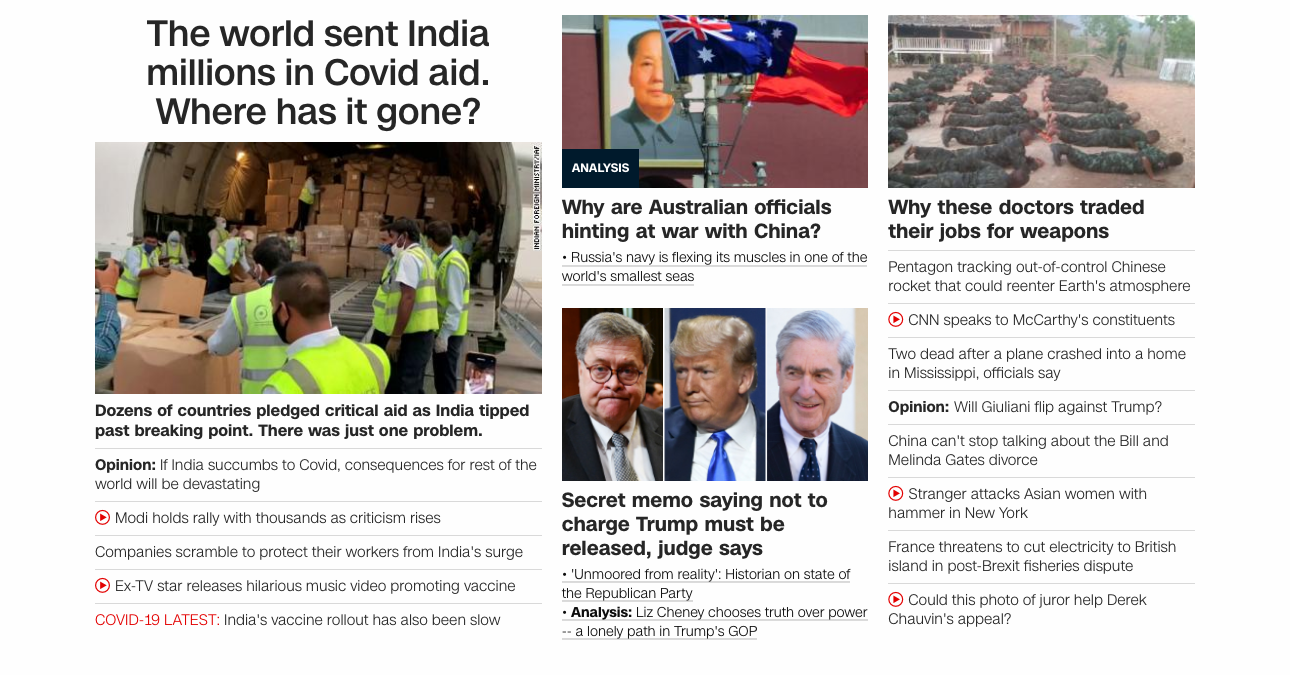 The world sent India
millions in Covid aid.
Where has it gone?
INDIAN FOREIGN MINISTRY/IAF
Dozens of countries pledged critical aid as India tipped
past breaking point. There was just one problem.
Opinion: If India succumbs to Covid, consequences for rest of the
world will be devastating
Modi holds rally with thousands as criticism rises
Companies scramble to protect their workers from India's surge
Ex-TV star releases hilarious music video promoting vaccine
COVID-19 LATEST: India's vaccine rollout has also been slow
ANALYSIS
Why are Australian officials
hinting at war with China?
• Russia's navy is flexing its muscles in one of the
world's smallest seas
Secret memo saying not to
charge Trump must be
released, judge says
• 'Unmoored from reality': Historian on state of
the Republican Party
• Analysis: Liz Cheney chooses truth over power
-- a lonely path in Trump's GOP
Why these doctors traded
their jobs for weapons
Pentagon tracking out-of-control Chinese
rocket that could reenter Earth's atmosphere
CNN speaks to McCarthy's constituents
Two dead after a plane crashed into a home
in Mississippi, officials say
Opinion: Will Giuliani flip against Trump?
China can't stop talking about the Bill and
Melinda Gates divorce
Stranger attacks Asian women with
hammer in New York
France threatens to cut electricity to British
island in post-Brexit fisheries dispute
Could this photo of juror help Derek
Chauvin's appeal?